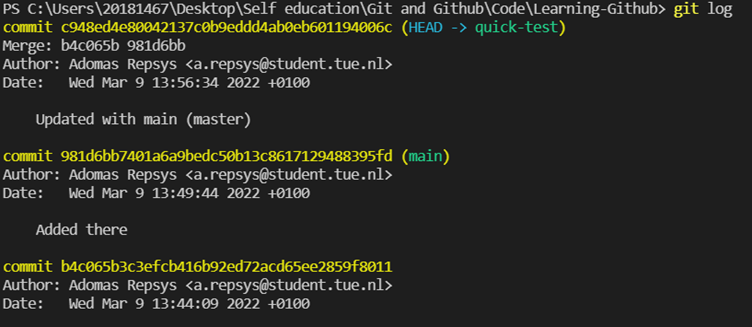 PS C:\Users\20181467\Desktop\Self education\Git and Github\Code\Learning-Github> git log
commit c948ed4e80042137c0b9eddd4ab0eb601194006c (HEAD -> quick-test)
Merge: b4c065b 981d6bb
Author: Adomas Repsys <a.repsys@student.tue.nl>
Date:   Wed Mar 9 13:56:34 2022 +0100
    Updated with main (master)
commit 981d6bb7401a6a9bedc50b13c8617129488395fd (main)
Author: Adomas Repsys <a.repsys@student.tue.nl>
Date:   Wed Mar 9 13:49:44 2022 +0100
    Added there
commit b4c065b3c3efcb416b92ed72acd65ee2859f8011
Author: Adomas Repsys <a.repsys@student.tue.nl>
Date:   Wed Mar 9 13:44:09 2022 +0100